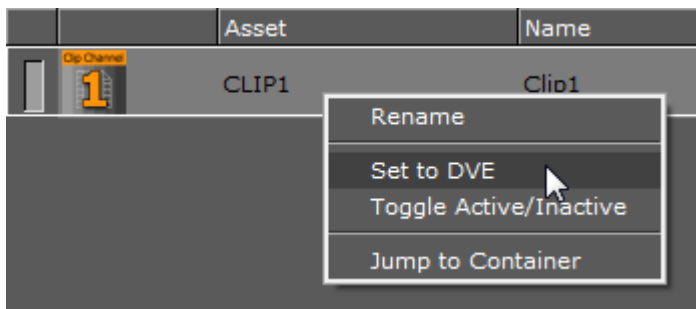 Asset Name
Clip Channel
1
CLIP1 Clip1
Rename
Set to DVE
Toggle Active/Inactive
Jump to Container